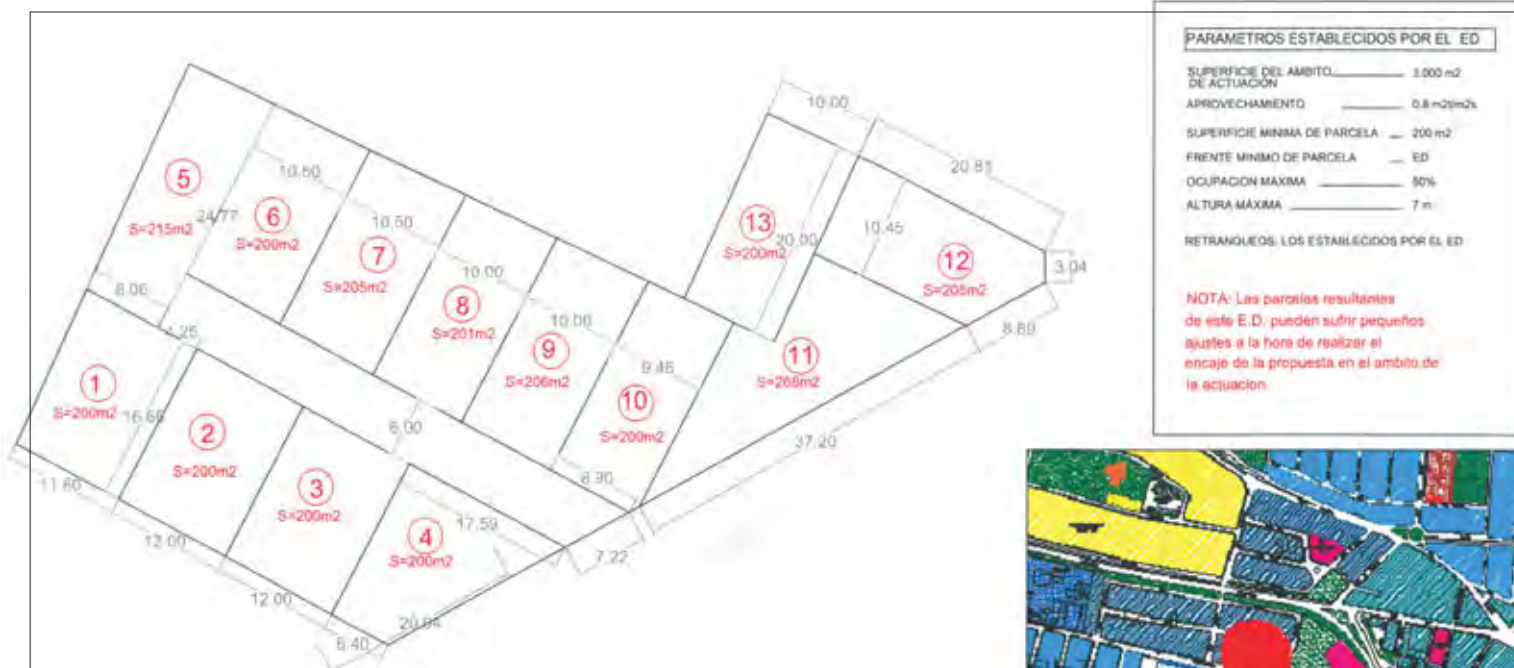 PARAMETROS ESTABLECIDOS POR EL ED
SUPERFICIE DEL AMBITO 3.000 m2
DE ACTUACIÓN
APROVECHAMIENTO 0.8 m2t/m2s
SUPERFICIE MINIMA DE PARCELA 200 m2
FRENTE MINIMO DE PARCELA ED
OCUPACION MAXIMA 50%
ALTURA MÁXIMA 7 m
RETRANQUEOS: LOS ESTABLECIDOS POR EL ED
NOTA: Las parcelas resultantes
de este E.D. pueden sufrir pequeños
ajustes a la hora de realizar el
encaje de la propuesta en el ambito de
la actuacion
5
S=215m2
24.77
6
S=200m2
10.50
7
S=205m2
10.50
8
S=201m2
10.00
9
S=206m2
10.00
10
S=200m2
9.46
8.90
13
S=200m2
10.00
20.00
12
S=205m2
20.81
10.45
3.04
8.89
11
S=268m2
37.20
8.06
4.25
1
S=200m2
16.66
11.60
2
S=200m2
12.00
3
S=200m2
12.00
6.00
4
S=200m2
17.59
7.22
20.04
6.40